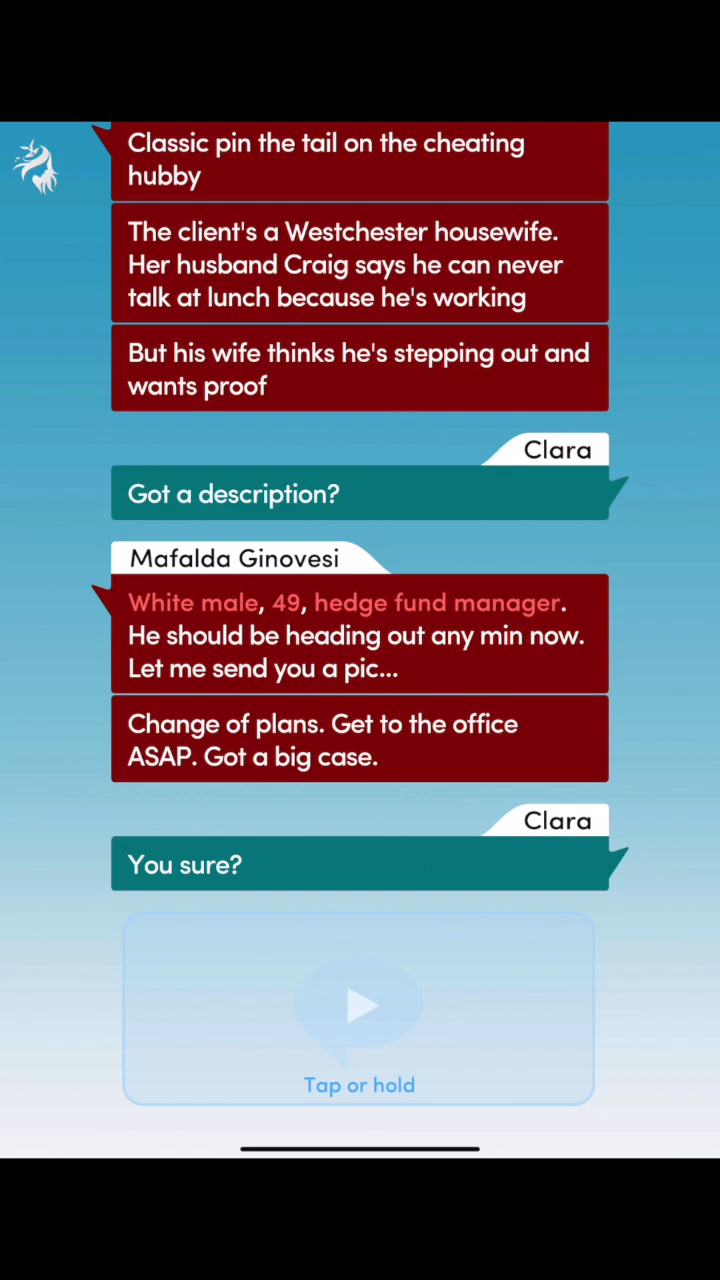 Classic pin the tail on the cheating
hubby
The client's a Westchester housewife.
Her husband Craig says he can never
talk at lunch because he's working
But his wife thinks he's stepping out and
wants proof
Clara
Got a description?
Mafalda Ginovesi
White male, 49, hedge fund manager.
He should be heading out any min now.
Let me send you a pic...
Change of plans. Get to the office
ASAP. Got a big case.
Clara
You sure?
Tap or hold